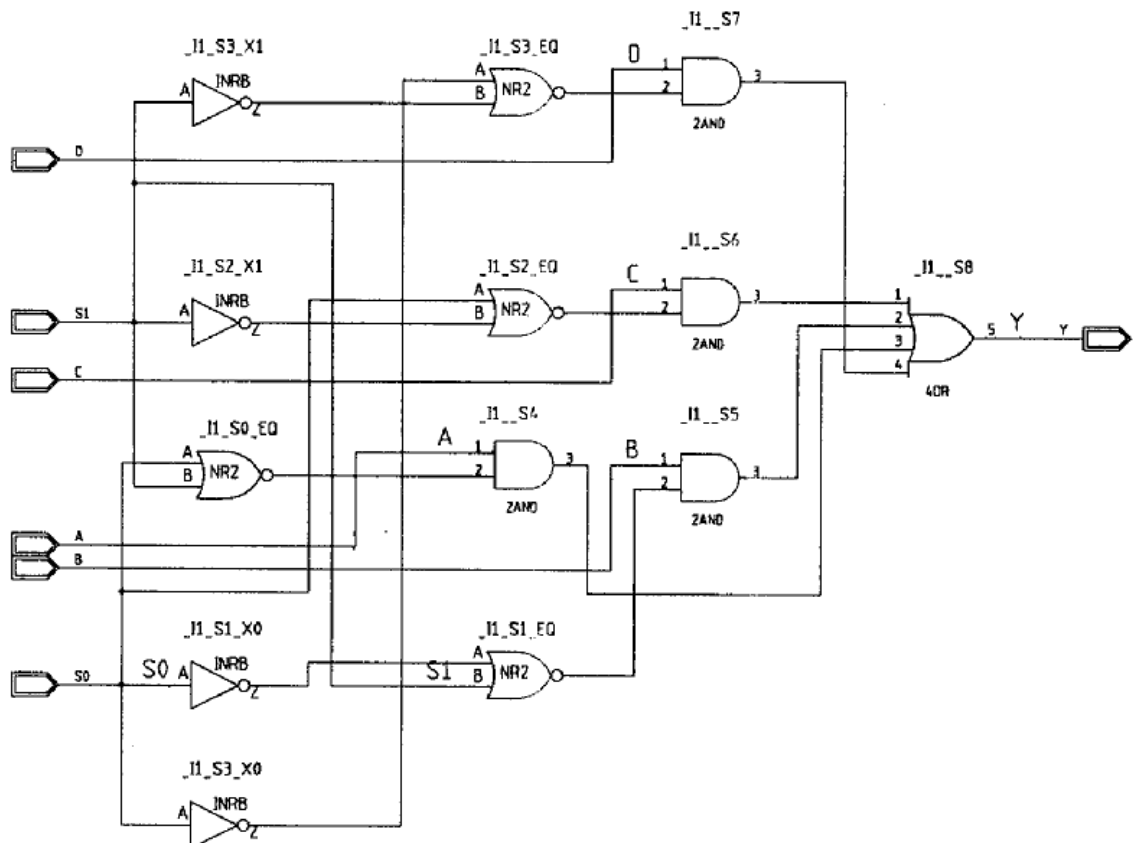 _I1__S7
_I1_S3_X1
_I1_S3_EQ
D
A
INRB
Z
A
B
NR2
1
2
3
2AND
D
_I1__S6
_I1_S2_X1
_I1_S2_EQ
C
_I1__S8
S1
A
INRB
Z
A
B
NR2
1
2
3
2AND
1
2
3
4
5
Y
Y
4OR
C
_I1_S0_EQ
_I1__S4
_I1__S5
A
B
NR2
A
1
2
3
2AND
B
1
2
3
2AND
A
B
_I1_S1_X0
_I1_S1_EQ
S0
S0
A
INRB
Z
S1
A
B
NR2
_I1_S3_X0
A
INRB
Z